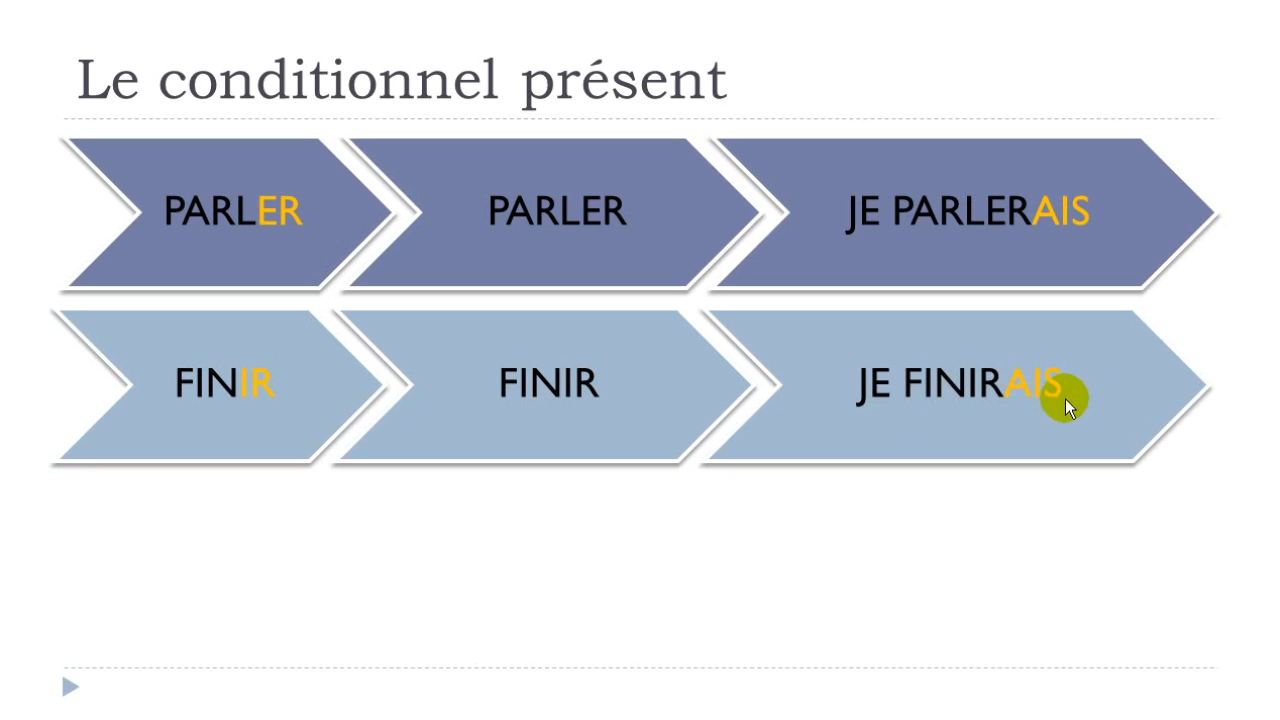 Le conditionnel présent
PARLER PARLER JE PARLERAIS
FINIR FINIR JE FINIRAIS